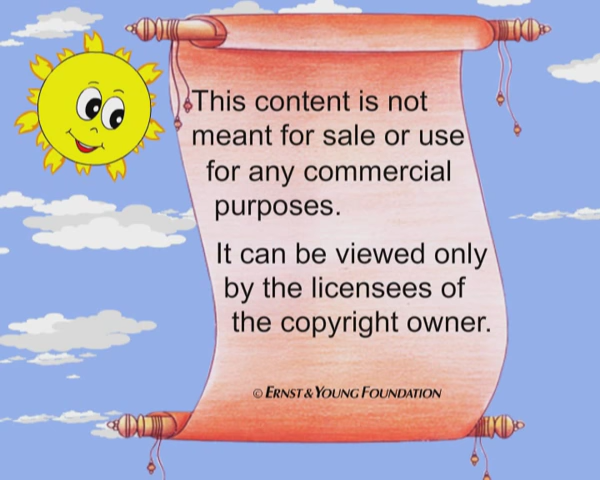 This content is not
meant for sale or use
for any commercial
purposes.
It can be viewed only
by the licensees of
the copyright owner.
© ERNST & YOUNG FOUNDATION